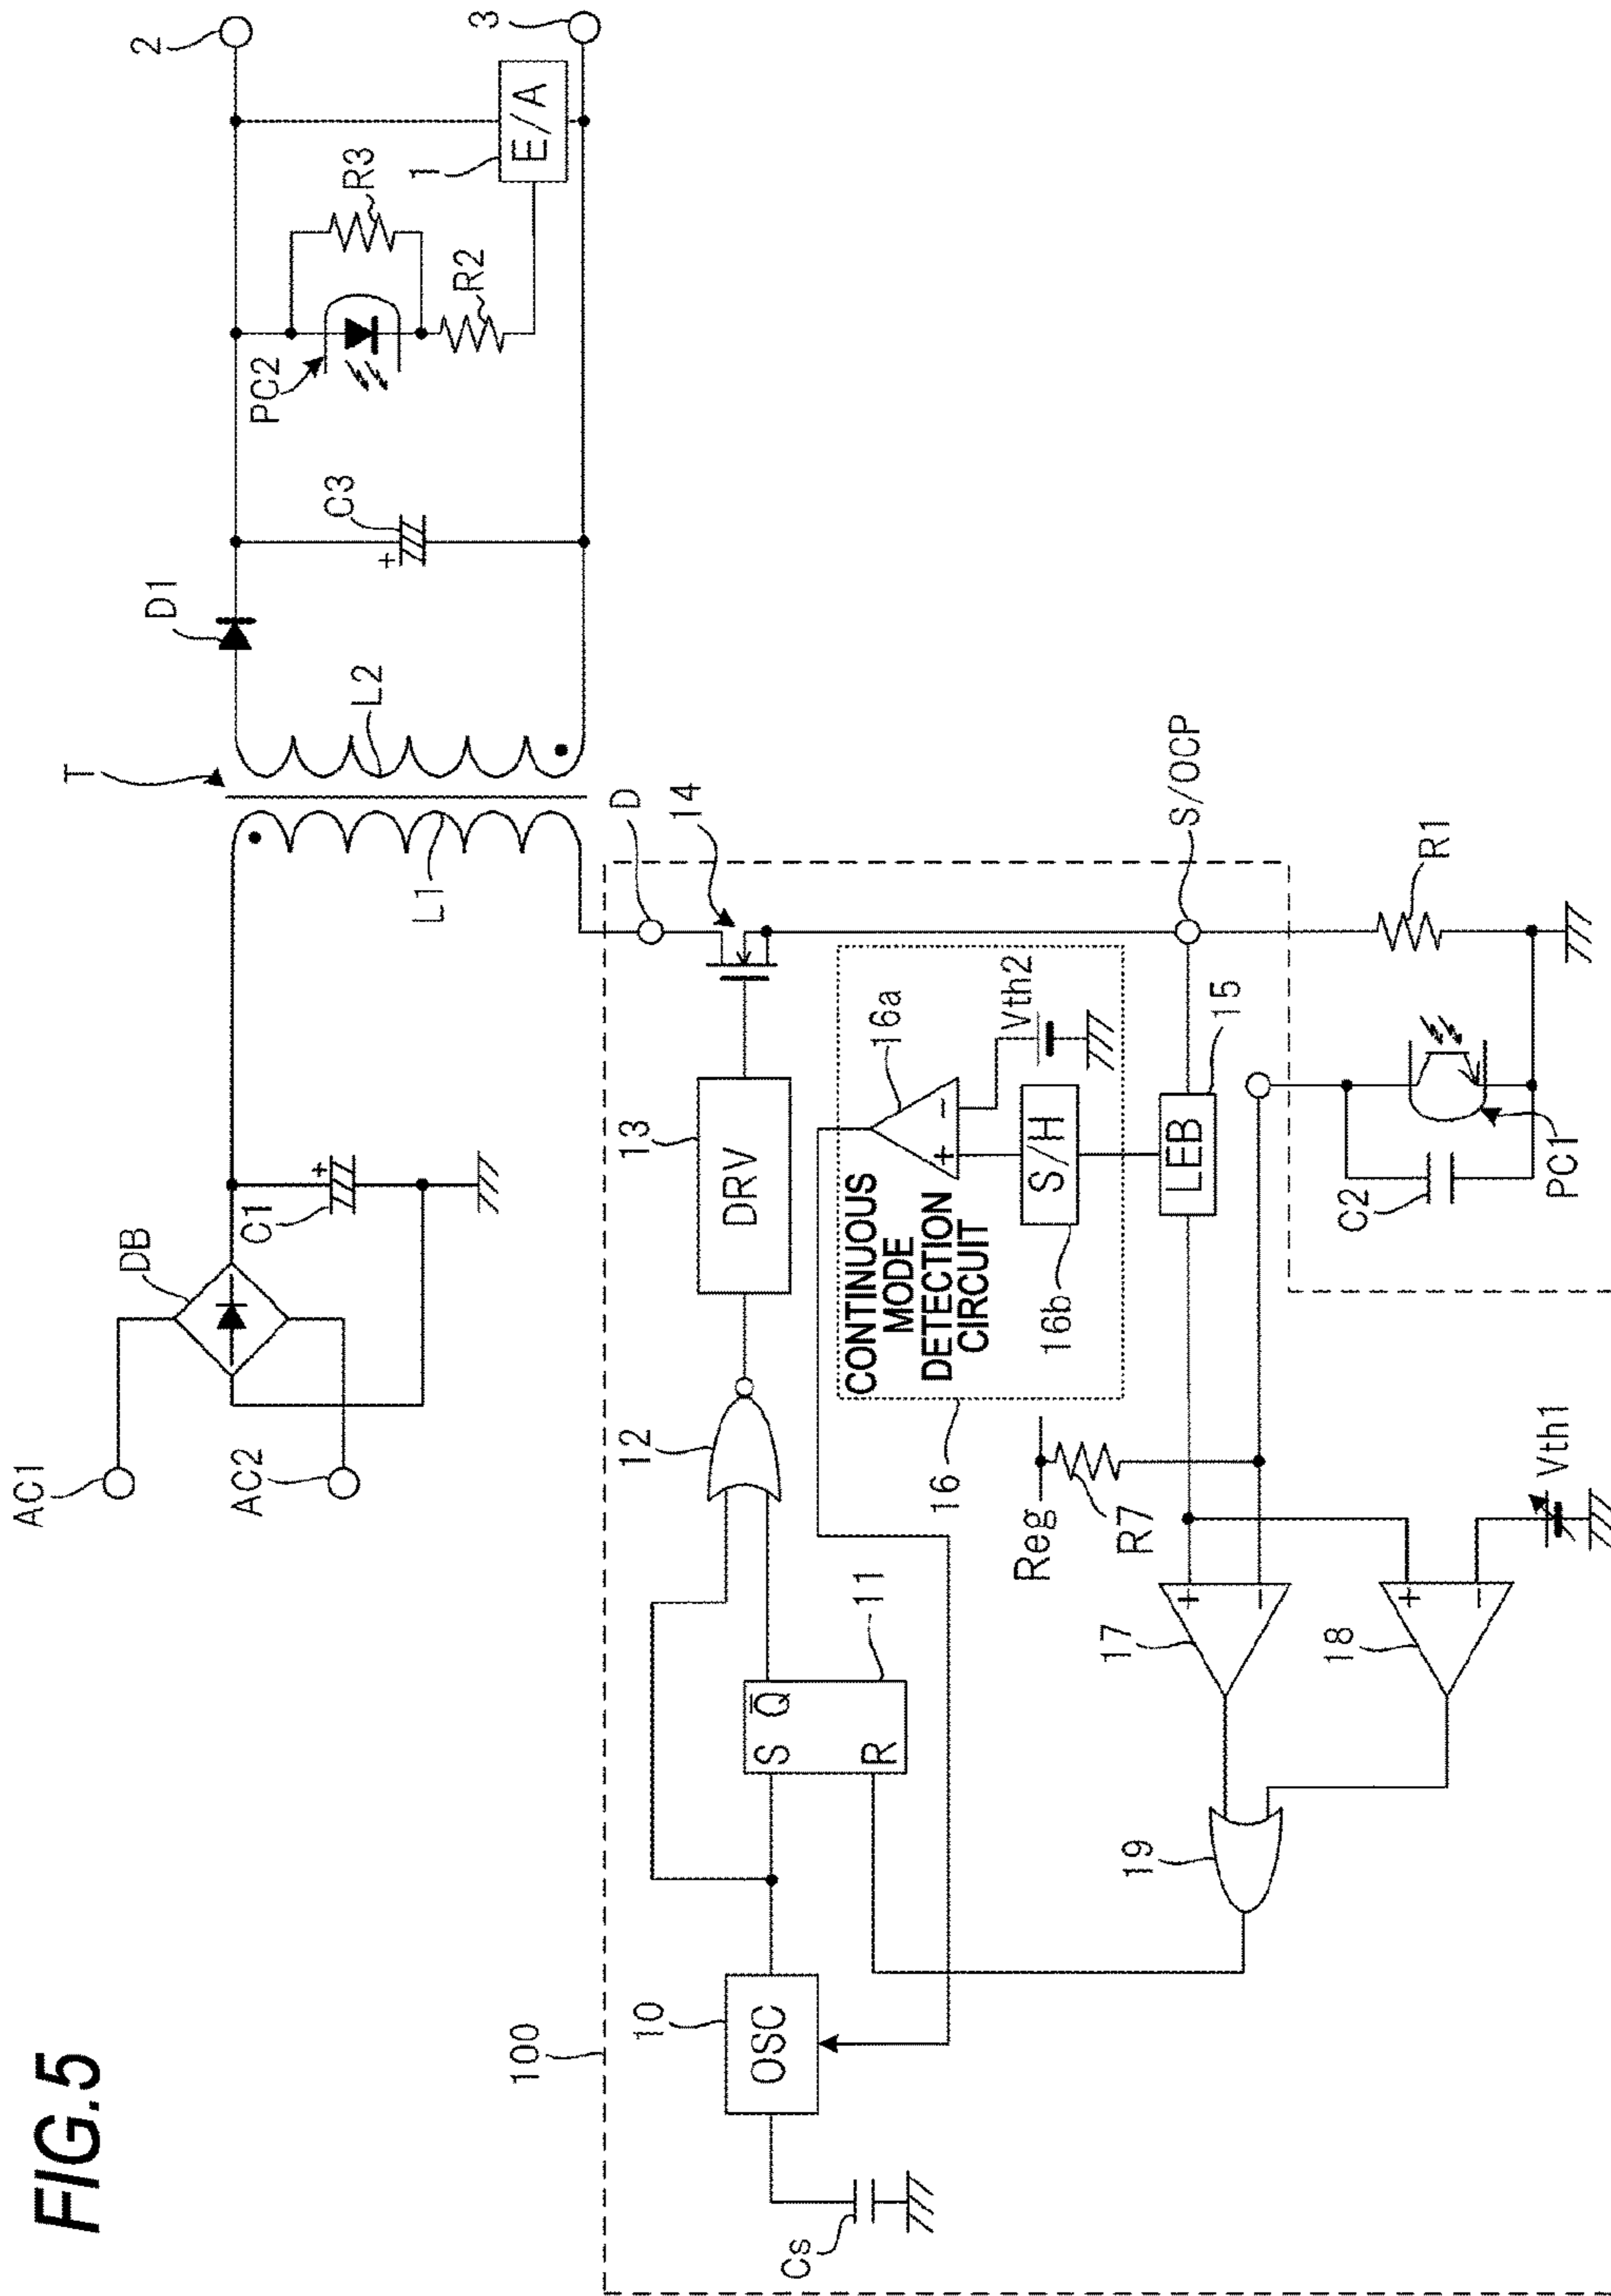 FIG.5
AC1
AC2
DB
C1
+
T
L1
L2
D1
C3
+
PC2
R3
R2
1
E/A
2
3
100
10
OSC
Cs
S
Q̅
R
11
12
13
DRV
D
14
CONTINUOUS
MODE
DETECTION
CIRCUIT
16
16a
+
−
Vth2
16b
S/H
S/OCP
15
LEB
Reg
R7
17
+
−
18
+
−
Vth1
19
R1
C2
PC1